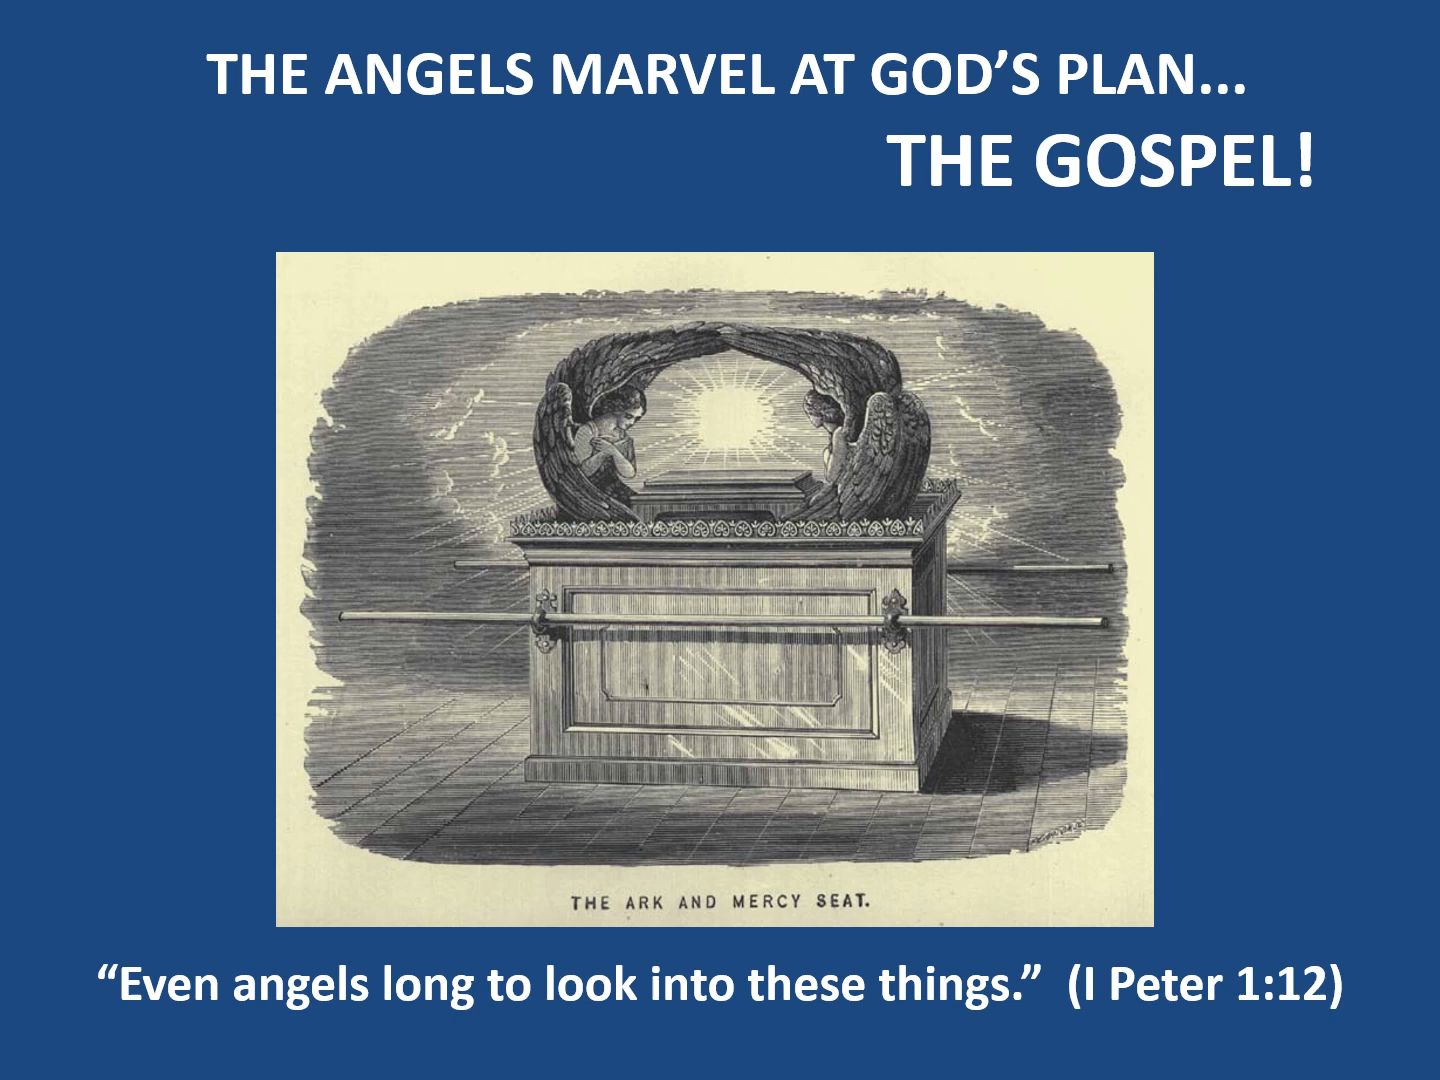 THE ANGELS MARVEL AT GOD’S PLAN...
THE GOSPEL!
THE ARK AND MERCY SEAT.
“Even angels long to look into these things.” (I Peter 1:12)